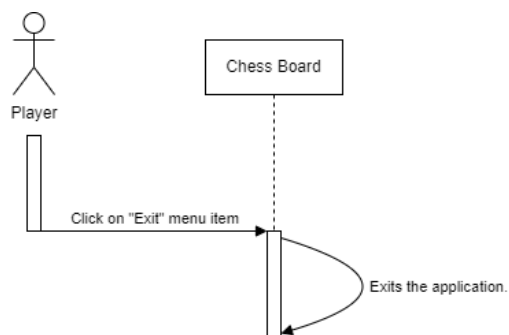 Chess Board
Player
Click on "Exit" menu item
Exits the application.